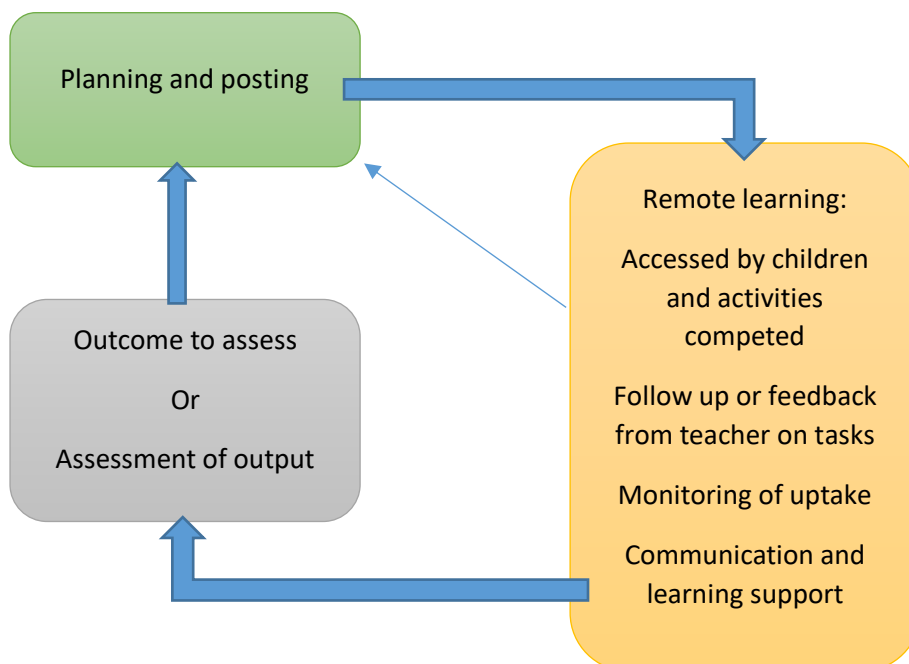 Planning and posting
Remote learning:
Accessed by children
and activities
competed
Follow up or feedback
from teacher on tasks
Monitoring of uptake
Communication and
learning support
Outcome to assess
Or
Assessment of output